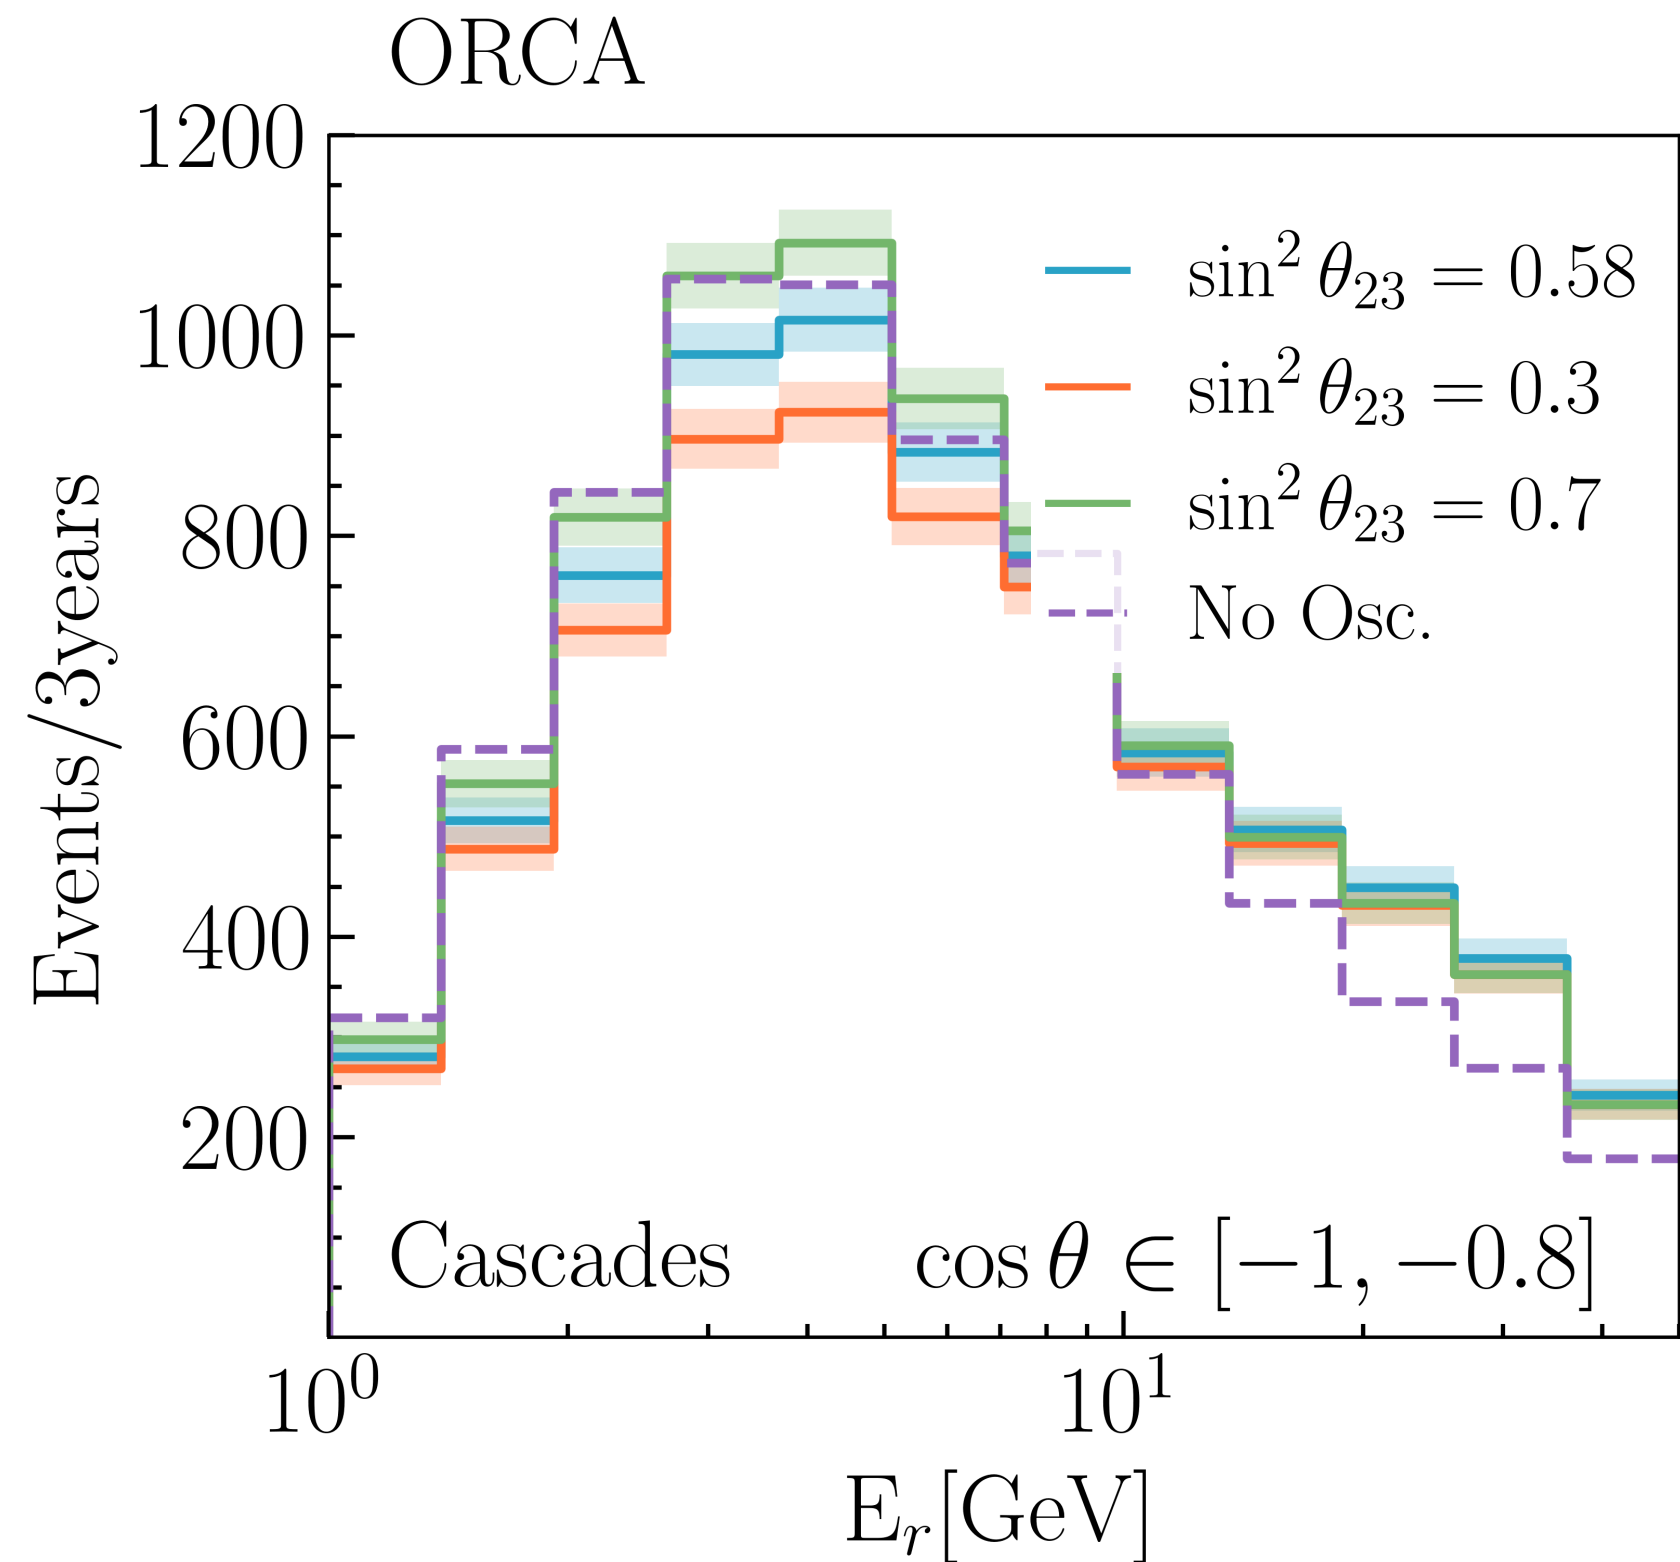 ORCA
1200
1000
800
600
400
200
Events/3years
sin² θ₂₃ = 0.58
sin² θ₂₃ = 0.3
sin² θ₂₃ = 0.7
No Osc.
Cascades
cos θ ∈ [−1, −0.8]
10⁰
10¹
Eᵣ[GeV]